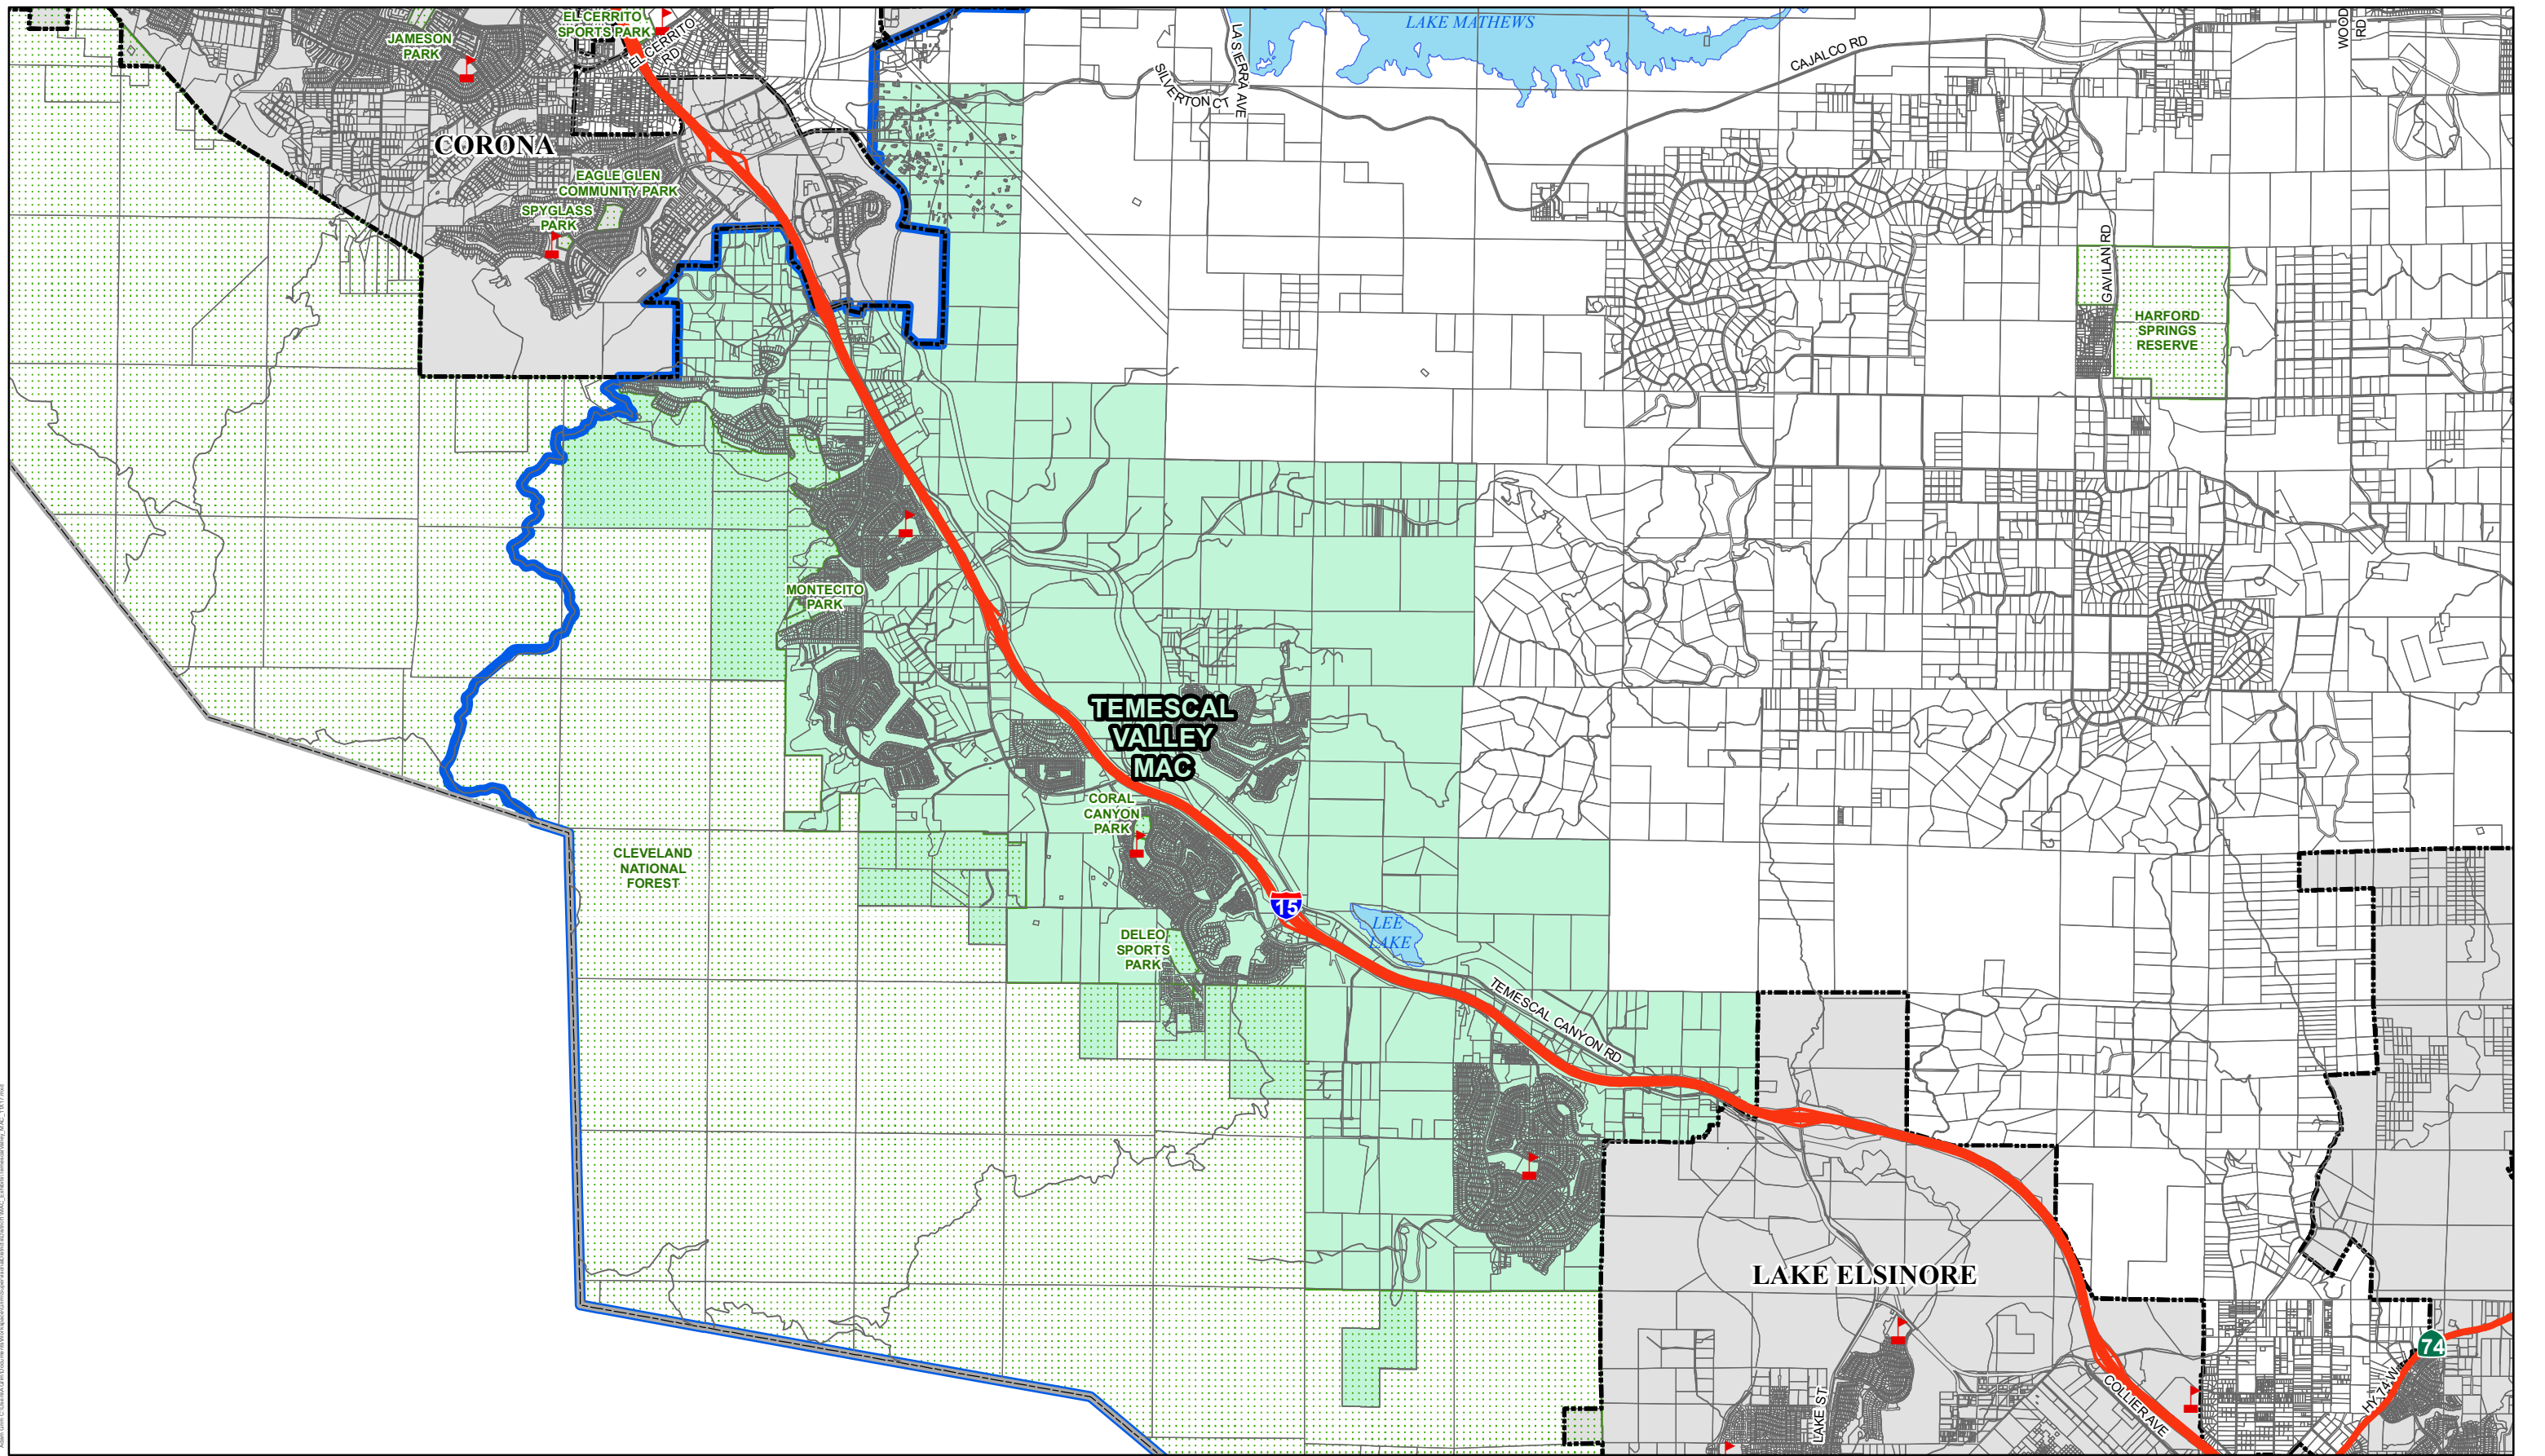 EL CERRITO
SPORTS PARK
JAMESON
PARK
EL CERRITO
RD
LA SIERRA AVE
LAKE MATHEWS
CAJALCO RD
WOOD
RD
SILVERTON CT
CORONA
EAGLE GLEN
COMMUNITY PARK
SPYGLASS
PARK
GAVILAN RD
HARFORD
SPRINGS
RESERVE
MONTECITO
PARK
TEMESCAL
VALLEY
MAC
CORAL
CANYON
PARK
CLEVELAND
NATIONAL
FOREST
15
LEE
LAKE
DELEO
SPORTS
PARK
TEMESCAL CANYON RD
LAKE ELSINORE
74
LAKE ST
COLLIER AVE
HY 74 W